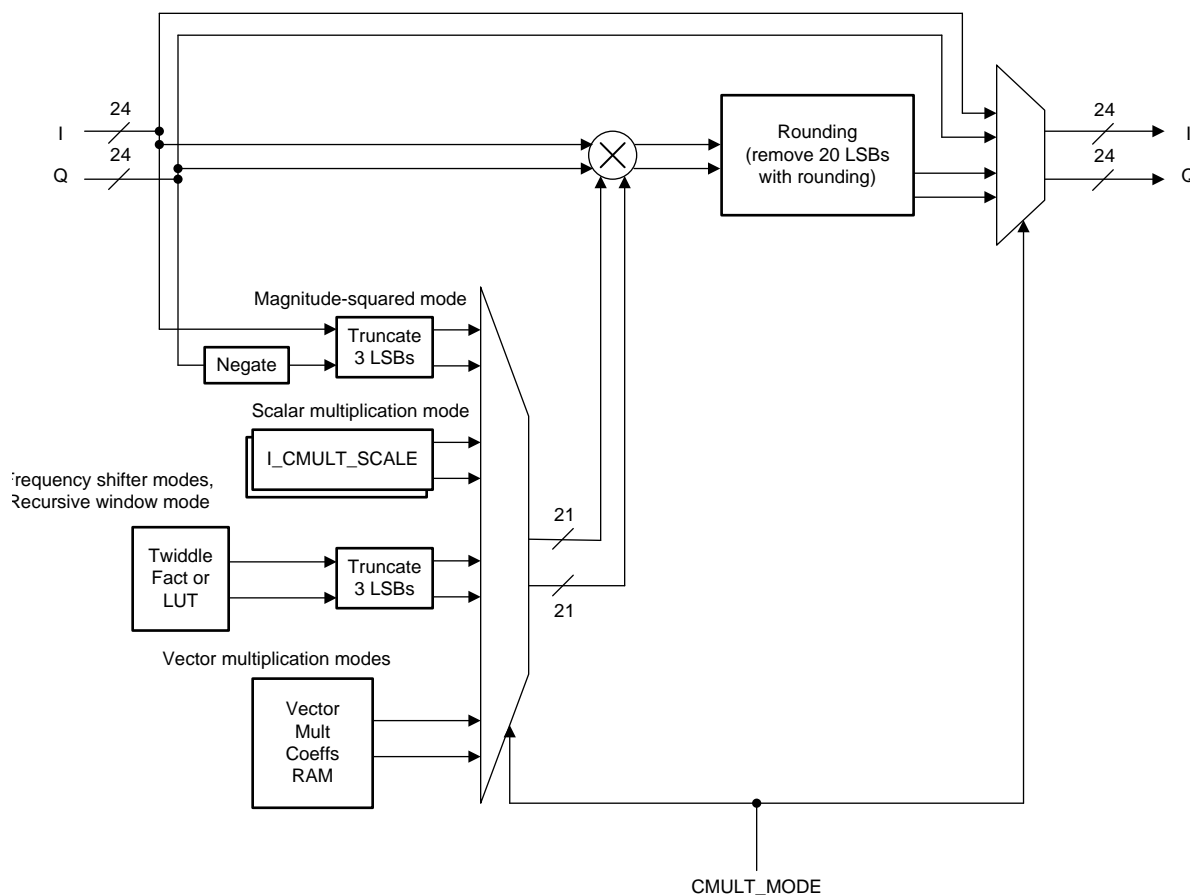 24
I
24
Q
Rounding
(remove 20 LSBs
with rounding)
24
I
24
Q
Magnitude-squared mode
Truncate
3 LSBs
Negate
Scalar multiplication mode
I_CMULT_SCALE
Frequency shifter modes,
Recursive window mode
Twiddle
Fact or
LUT
Truncate
3 LSBs
21
21
Vector multiplication modes
Vector
Mult
Coeffs
RAM
CMULT_MODE